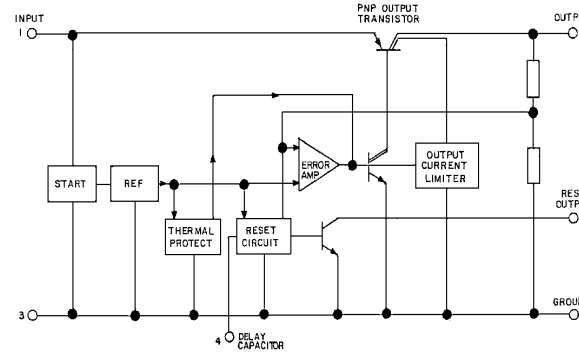 PNP OUTPUT
TRANSISTOR
INPUT
1
OUTP
START
REF
ERROR
AMP.
OUTPUT
CURRENT
LIMITER
THERMAL
PROTECT
RESET
CIRCUIT
RES
OUTP
3
GROU
4
DELAY
CAPACITOR